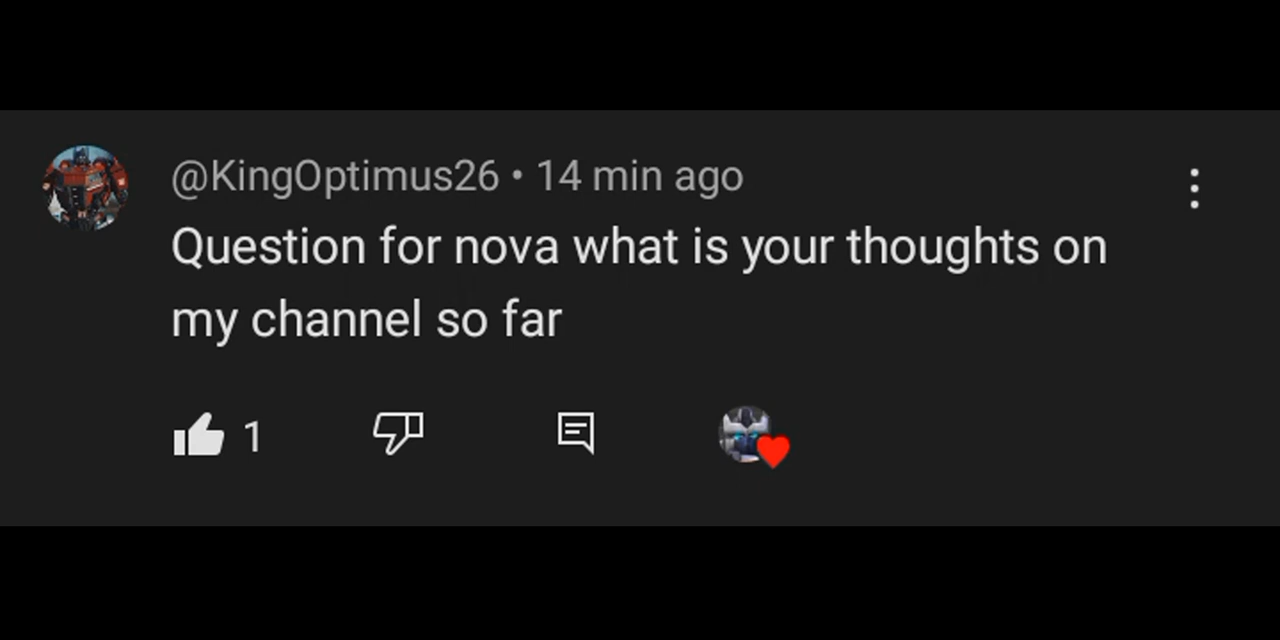 @KingOptimus26 • 14 min ago
Question for nova what is your thoughts on
my channel so far
1